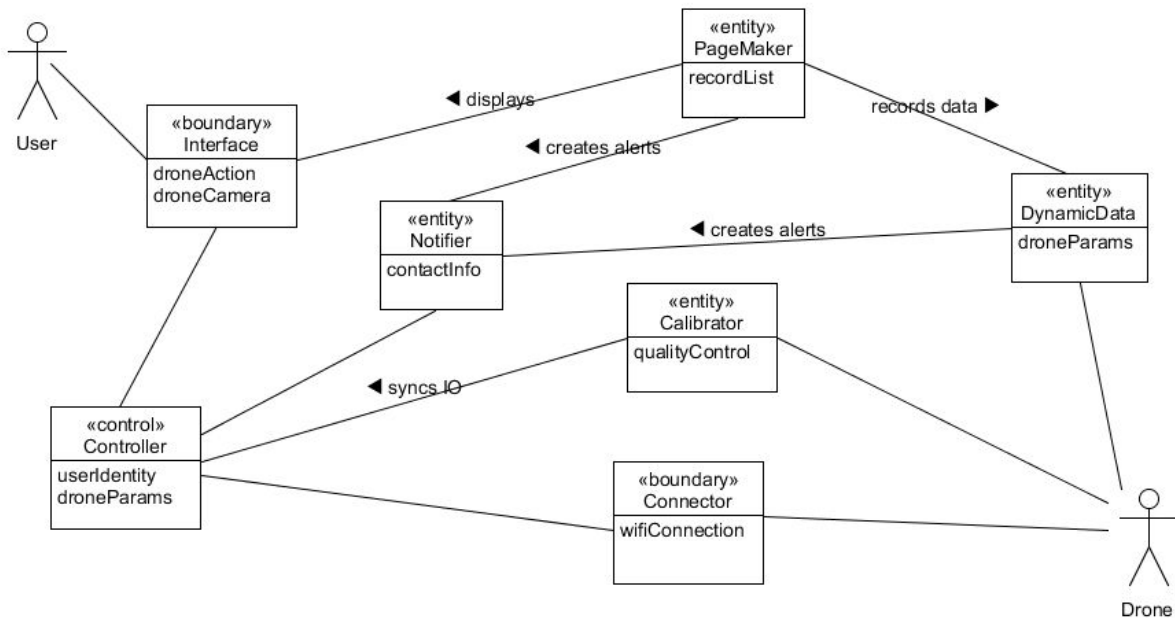 «entity»
PageMaker
recordList
User
«boundary»
Interface
droneAction
droneCamera
◀ displays
records data ▶
◀ creates alerts
«entity»
Notifier
contactInfo
◀ creates alerts
«entity»
DynamicData
droneParams
«entity»
Calibrator
qualityControl
◀ syncs IO
«control»
Controller
userIdentity
droneParams
«boundary»
Connector
wifiConnection
Drone